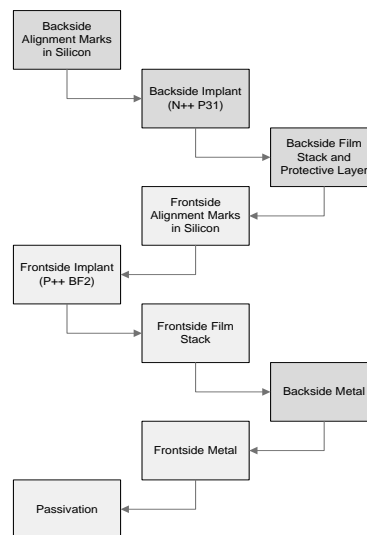 Backside
Alignment Marks
in Silicon
Backside Implant
(N++ P31)
Backside Film
Stack and
Protective Layer
Frontside
Alignment Marks
in Silicon
Frontside Implant
(P++ BF2)
Frontside Film
Stack
Backside Metal
Frontside Metal
Passivation